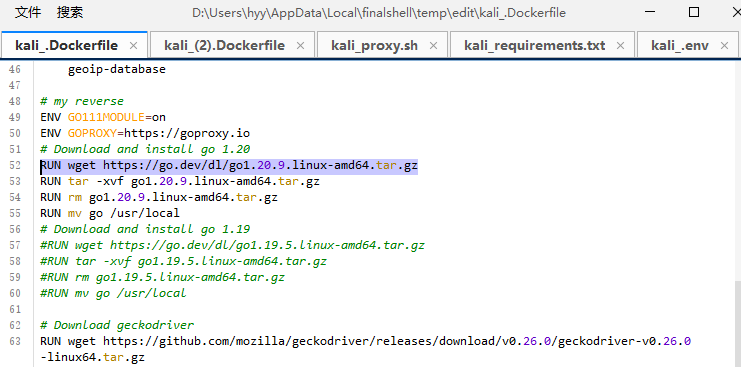 文件 搜索 D:\Users\hyy\AppData\Local\finalshell\temp\edit\kali_.Dockerfile
kali_.Dockerfile × kali_(2).Dockerfile × kali_proxy.sh × kali_requirements.txt × kali_.env ×
46 geoip-database
47
48 # my reverse
49 ENV GO111MODULE=on
50 ENV GOPROXY=https://goproxy.io
51 # Download and install go 1.20
52 RUN wget https://go.dev/dl/go1.20.9.linux-amd64.tar.gz
53 RUN tar -xvf go1.20.9.linux-amd64.tar.gz
54 RUN rm go1.20.9.linux-amd64.tar.gz
55 RUN mv go /usr/local
56 # Download and install go 1.19
57 #RUN wget https://go.dev/dl/go1.19.5.linux-amd64.tar.gz
58 #RUN tar -xvf go1.19.5.linux-amd64.tar.gz
59 #RUN rm go1.19.5.linux-amd64.tar.gz
60 #RUN mv go /usr/local
61
62 # Download geckodriver
63 RUN wget https://github.com/mozilla/geckodriver/releases/download/v0.26.0/geckodriver-v0.26.0
-linux64.tar.gz